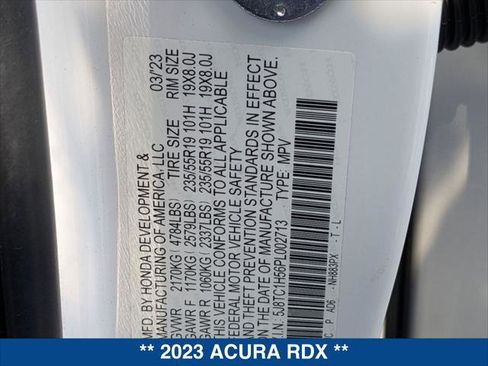 MFD. BY HONDA DEVELOPMENT & 03/'23
MANUFACTURING OF AMERICA, LLC
GVWR 2170KG ( 4784LBS) TIRE SIZE RIM SIZE
GAWR F 1170KG ( 2579LBS) 235/55R19 101H 19X8.0J
GAWR R 1060KG ( 2337LBS) 235/55R19 101H 19X8.0J
THIS VEHICLE CONFORMS TO ALL APPLICABLE
FEDERAL MOTOR VEHICLE SAFETY
AND THEFT PREVENTION STANDARDS IN EFFECT
ON THE DATE OF MANUFACTURE SHOWN ABOVE.
V.I.N.: 5J8TC1H56PL002713 TYPE: MPV
C P AD6 -NH883PX - T - L
** 2023 ACURA RDX **